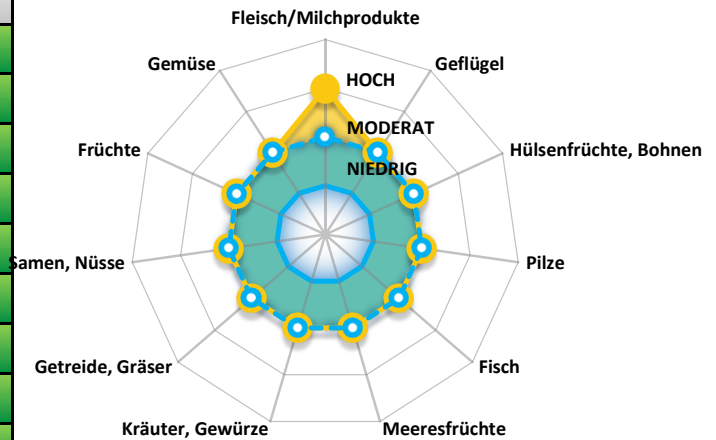 Fleisch/Milchprodukte
Gemüse
Geflügel
HOCH
MODERAT
Früchte
Hülsenfrüchte, Bohnen
NIEDRIG
Samen, Nüsse
Pilze
Getreide, Gräser
Fisch
Kräuter, Gewürze
Meeresfrüchte